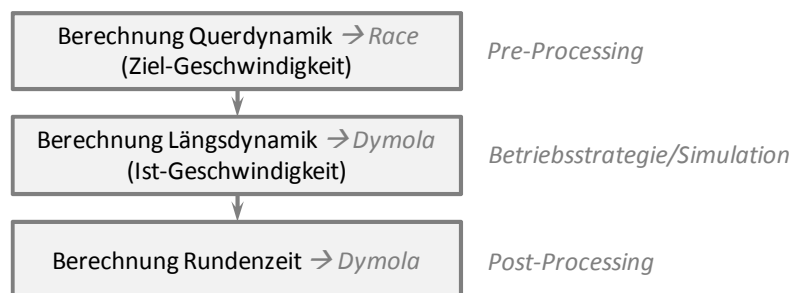 Berechnung Querdynamik → Race
(Ziel-Geschwindigkeit)
Pre-Processing
Berechnung Längsdynamik → Dymola
(Ist-Geschwindigkeit)
Betriebsstrategie/Simulation
Berechnung Rundenzeit → Dymola
Post-Processing